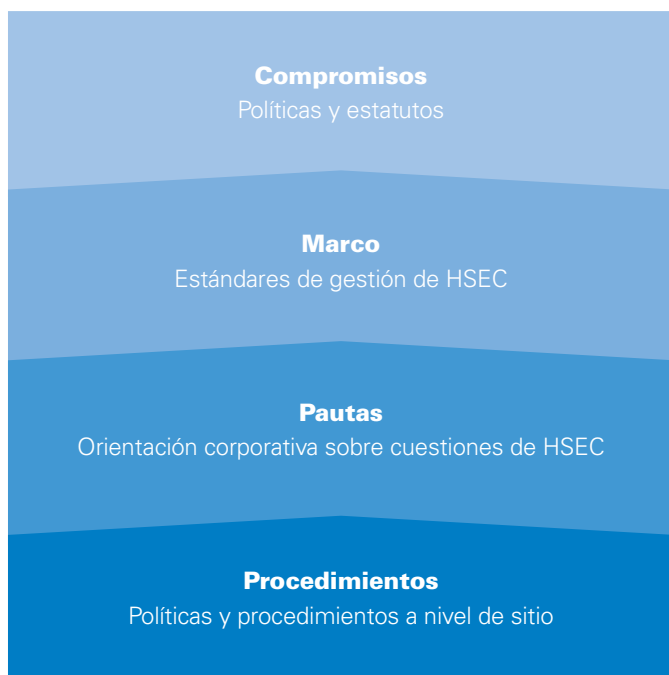 Compromisos
Políticas y estatutos
Marco
Estándares de gestión de HSEC
Pautas
Orientación corporativa sobre cuestiones de HSEC
Procedimientos
Políticas y procedimientos a nivel de sitio